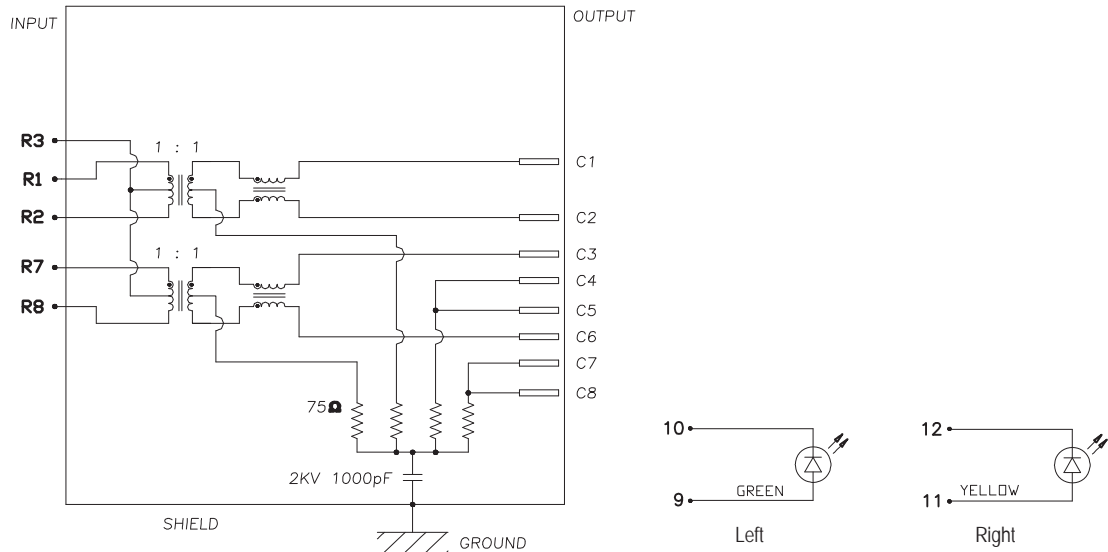 INPUT
OUTPUT
R3
1 : 1
R1
R2
1 : 1
R7
R8
C1
C2
C3
C4
C5
C6
C7
C8
75Ω
2KV 1000pF
SHIELD
GROUND
10
9
GREEN
Left
12
11
YELLOW
Right